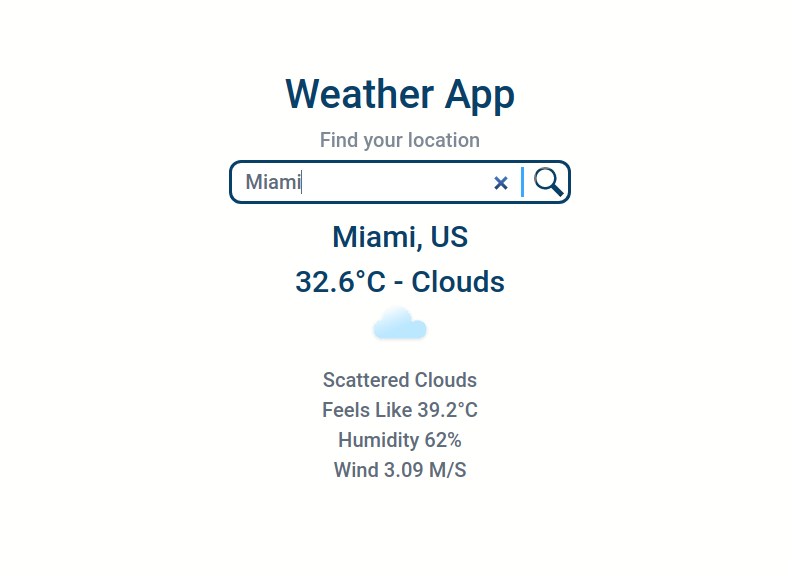 Weather App
Find your location
Miami
Miami, US
32.6°C - Clouds
Scattered Clouds
Feels Like 39.2°C
Humidity 62%
Wind 3.09 M/S